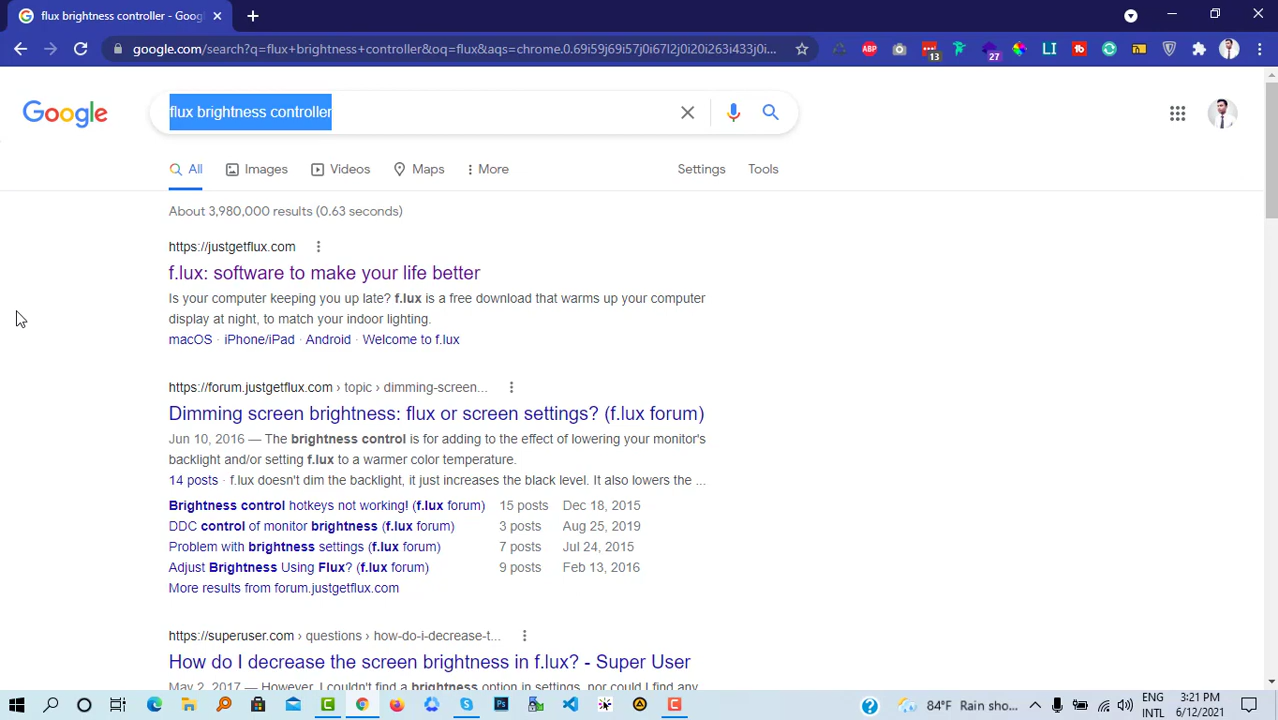 flux brightness controller - Goog
google.com/search?q=flux+brightness+controller&oq=flux&aqs=chrome.0.69i59j69i57j0i67l2j0i20i263i433j0i...
ABP
13
27
LI
Google
flux brightness controller
All
Images
Videos
Maps
More
Settings
Tools
About 3,980,000 results (0.63 seconds)
https://justgetflux.com
f.lux: software to make your life better
Is your computer keeping you up late? f.lux is a free download that warms up your computer
display at night, to match your indoor lighting.
macOS · iPhone/iPad · Android · Welcome to f.lux
https://forum.justgetflux.com › topic › dimming-screen...
Dimming screen brightness: flux or screen settings? (f.lux forum)
Jun 10, 2016 — The brightness control is for adding to the effect of lowering your monitor's
backlight and/or setting f.lux to a warmer color temperature.
14 posts · f.lux doesn't dim the backlight, it just increases the black level. It also lowers the ...
Brightness control hotkeys not working! (f.lux forum) 15 posts Dec 18, 2015
DDC control of monitor brightness (f.lux forum) 3 posts Aug 25, 2019
Problem with brightness settings (f.lux forum) 7 posts Jul 24, 2015
Adjust Brightness Using Flux? (f.lux forum) 9 posts Feb 13, 2016
More results from forum.justgetflux.com
https://superuser.com › questions › how-do-i-decrease-t...
How do I decrease the screen brightness in f.lux? - Super User
May 2, 2017 — However, I couldn't find a brightness option in settings, nor could I find any
C
S
Ps
C
84°F Rain sho...
ENG
INTL
3:21 PM
6/12/2021